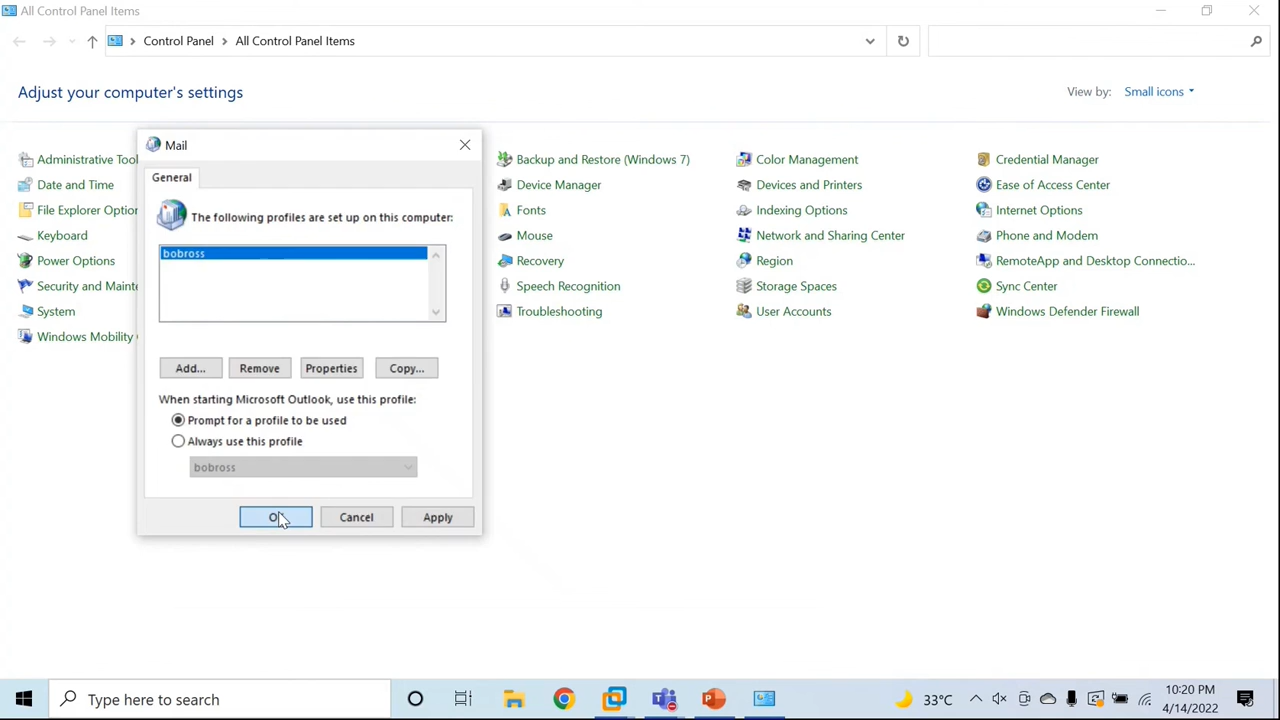 All Control Panel Items
Control Panel All Control Panel Items
Adjust your computer's settings
View by: Small icons
Mail
General
The following profiles are set up on this computer:
bobross
Add... Remove Properties Copy...
When starting Microsoft Outlook, use this profile:
Prompt for a profile to be used
Always use this profile
bobross
Cancel Apply
Administrative
Date and Time
File Explorer
Keyboard
Power Options
Security and
System
Windows Mobility
Backup and Restore (Windows 7)
Device Manager
Fonts
Mouse
Recovery
Speech Recognition
Troubleshooting
Color Management
Devices and Printers
Indexing Options
Network and Sharing Center
Region
Storage Spaces
User Accounts
Credential Manager
Ease of Access Center
Internet Options
Phone and Modem
RemoteApp and Desktop Connectio...
Sync Center
Windows Defender Firewall
Type here to search
33°C
10:20 PM
4/14/2022